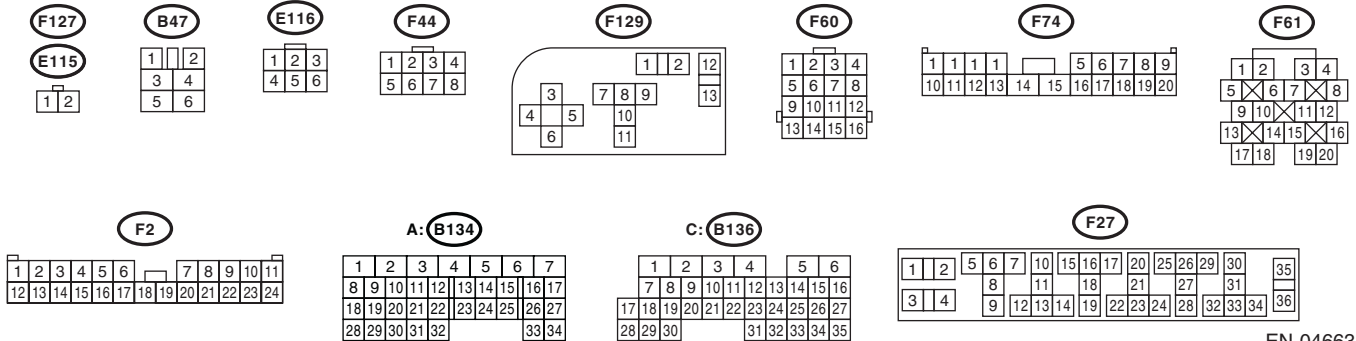 F127
E115
1 2
B47
1 2
3 4
5 6
E116
1 2 3
4 5 6
F44
1 2 3 4
5 6 7 8
F129
1 2 12
3 7 8 9 13
4 5 10
6 11
F60
1 2 3 4
5 6 7 8
9 10 11 12
13 14 15 16
F74
1 1 1 1 5 6 7 8 9
10 11 12 13 14 15 16 17 18 19 20
F61
1 2 3 4
5 6 7 8
9 10 11 12
13 14 15 16
17 18 19 20
F2
1 2 3 4 5 6 7 8 9 10 11
12 13 14 15 16 17 18 19 20 21 22 23 24
A: B134
1 2 3 4 5 6 7
8 9 10 11 12 13 14 15 16 17
18 19 20 21 22 23 24 25 26 27
28 29 30 31 32 33 34
C: B136
1 2 3 4 5 6
7 8 9 10 11 12 13 14 15 16
17 18 19 20 21 22 23 24 25 26 27
28 29 30 31 32 33 34 35
F27
1 2 5 6 7 10 15 16 17 20 25 26 29 30 35
8 11 18 21 27 31
3 4 9 12 13 14 19 22 23 24 28 32 33 34 36
EN-04663